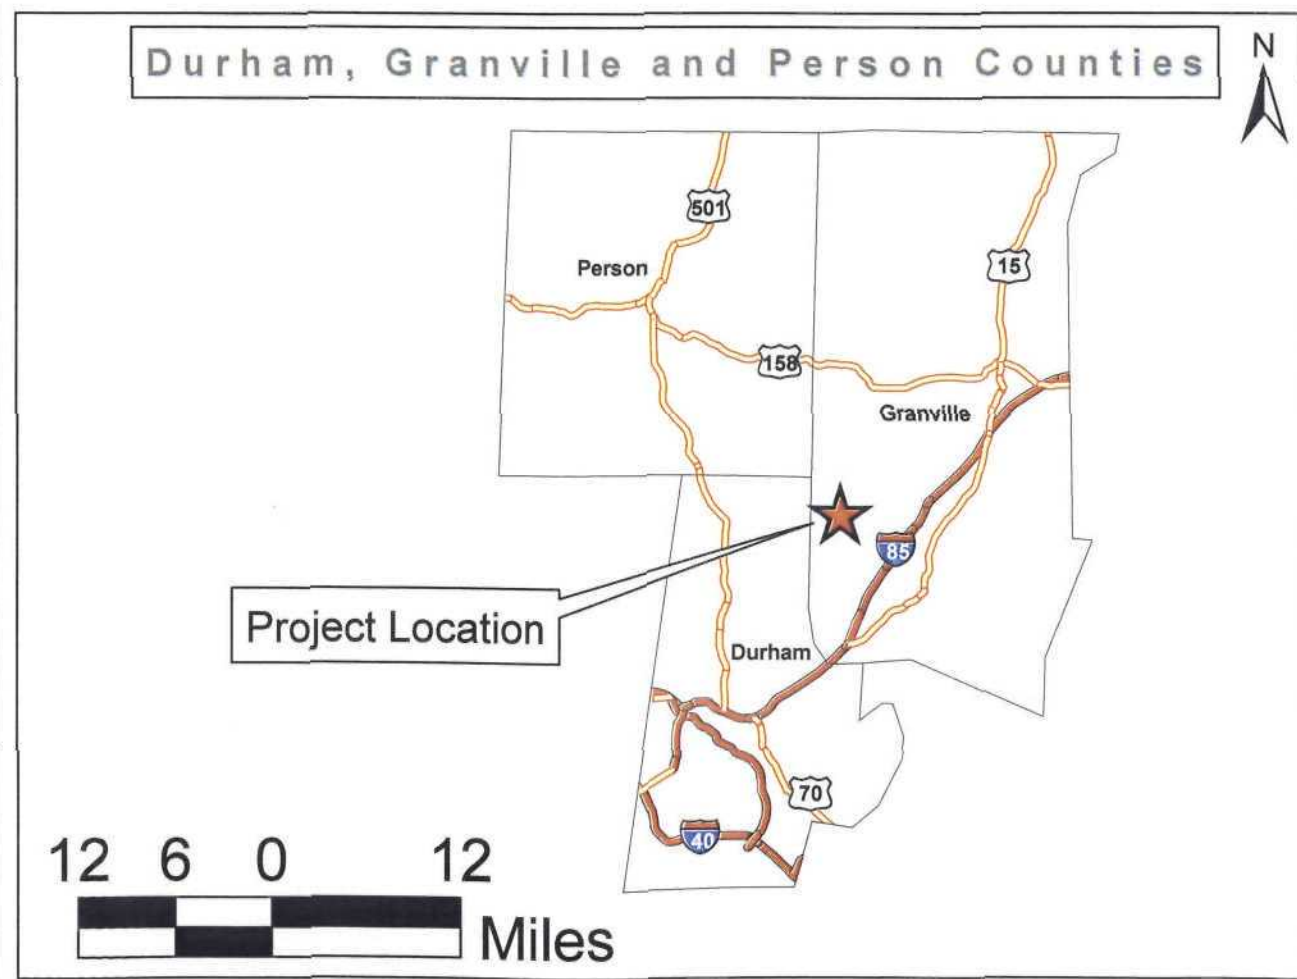 Durham, Granville and Person Counties
N
501
Person
15
158
Granville
85
Project Location
Durham
70
40
12 6 0 12
Miles